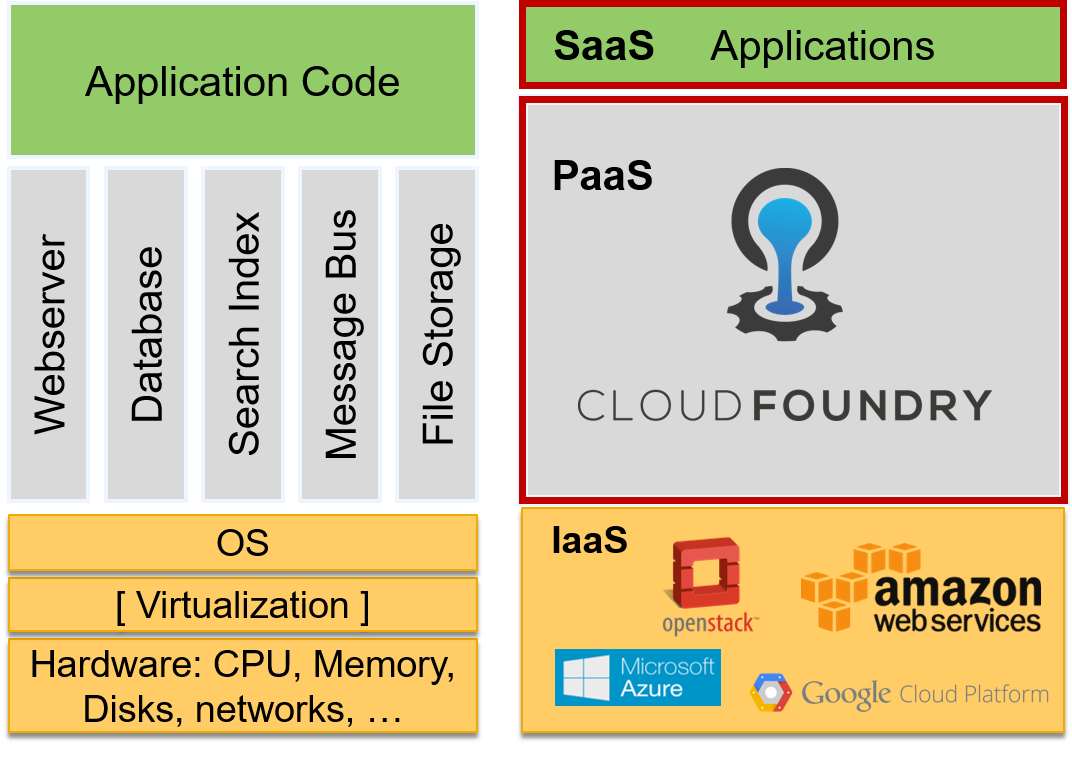 Application Code
Webserver
Database
Search Index
Message Bus
File Storage
OS
[ Virtualization ]
Hardware: CPU, Memory,
Disks, networks, …
SaaS Applications
PaaS
CLOUDFOUNDRY
IaaS
openstack™
amazon
web services
Microsoft
Azure
Google Cloud Platform